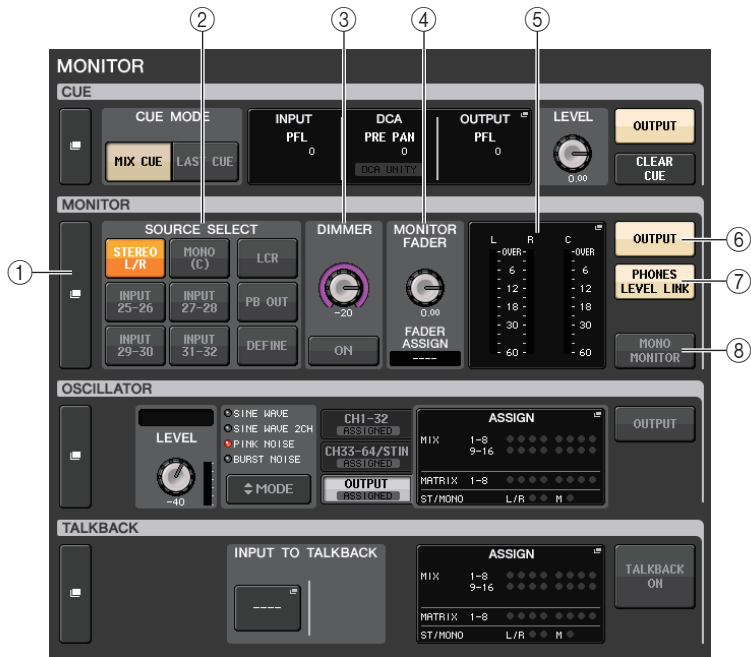 ② ③ ④ ⑤
MONITOR
CUE
CUE MODE
MIX CUE LAST CUE
INPUT DCA OUTPUT
PFL PRE PAN PFL
0 0 0
DCA UNITY
LEVEL
0.00
OUTPUT
CLEAR
CUE
MONITOR
①
SOURCE SELECT
STEREO
L/R
MONO
(C)
LCR
INPUT
25-26
INPUT
27-28
PB OUT
INPUT
29-30
INPUT
31-32
DEFINE
DIMMER
-20
ON
MONITOR
FADER
0.00
FADER
ASSIGN
----
L R C
-OVER- -OVER
- 6 - - 6
- 12 - - 12
- 18 - - 18
- 30 - - 30
- 60 - - 60
OUTPUT
⑥
PHONES
LEVEL LINK
⑦
MONO
MONITOR
⑧
OSCILLATOR
LEVEL
-40
SINE WAVE
SINE WAVE 2CH
PINK NOISE
BURST NOISE
MODE
CH1-32
ASSIGNED
CH33-64/STIN
ASSIGNED
OUTPUT
ASSIGNED
ASSIGN
MIX 1-8
9-16
MATRIX 1-8
ST/MONO L/R M
OUTPUT
TALKBACK
INPUT TO TALKBACK
----
ASSIGN
MIX 1-8
9-16
MATRIX 1-8
ST/MONO L/R M
TALKBACK
ON